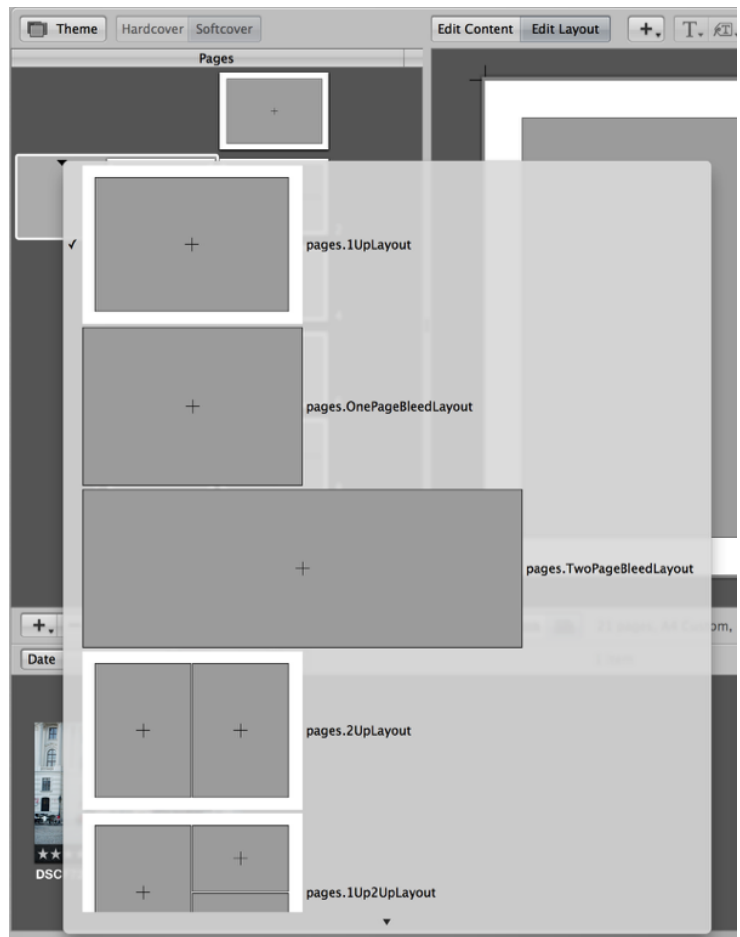 Theme
Hardcover
Softcover
Edit Content
Edit Layout
Pages
pages.1UpLayout
pages.OnePageBleedLayout
pages.TwoPageBleedLayout
pages.2UpLayout
pages.1Up2UpLayout
Date
DSC